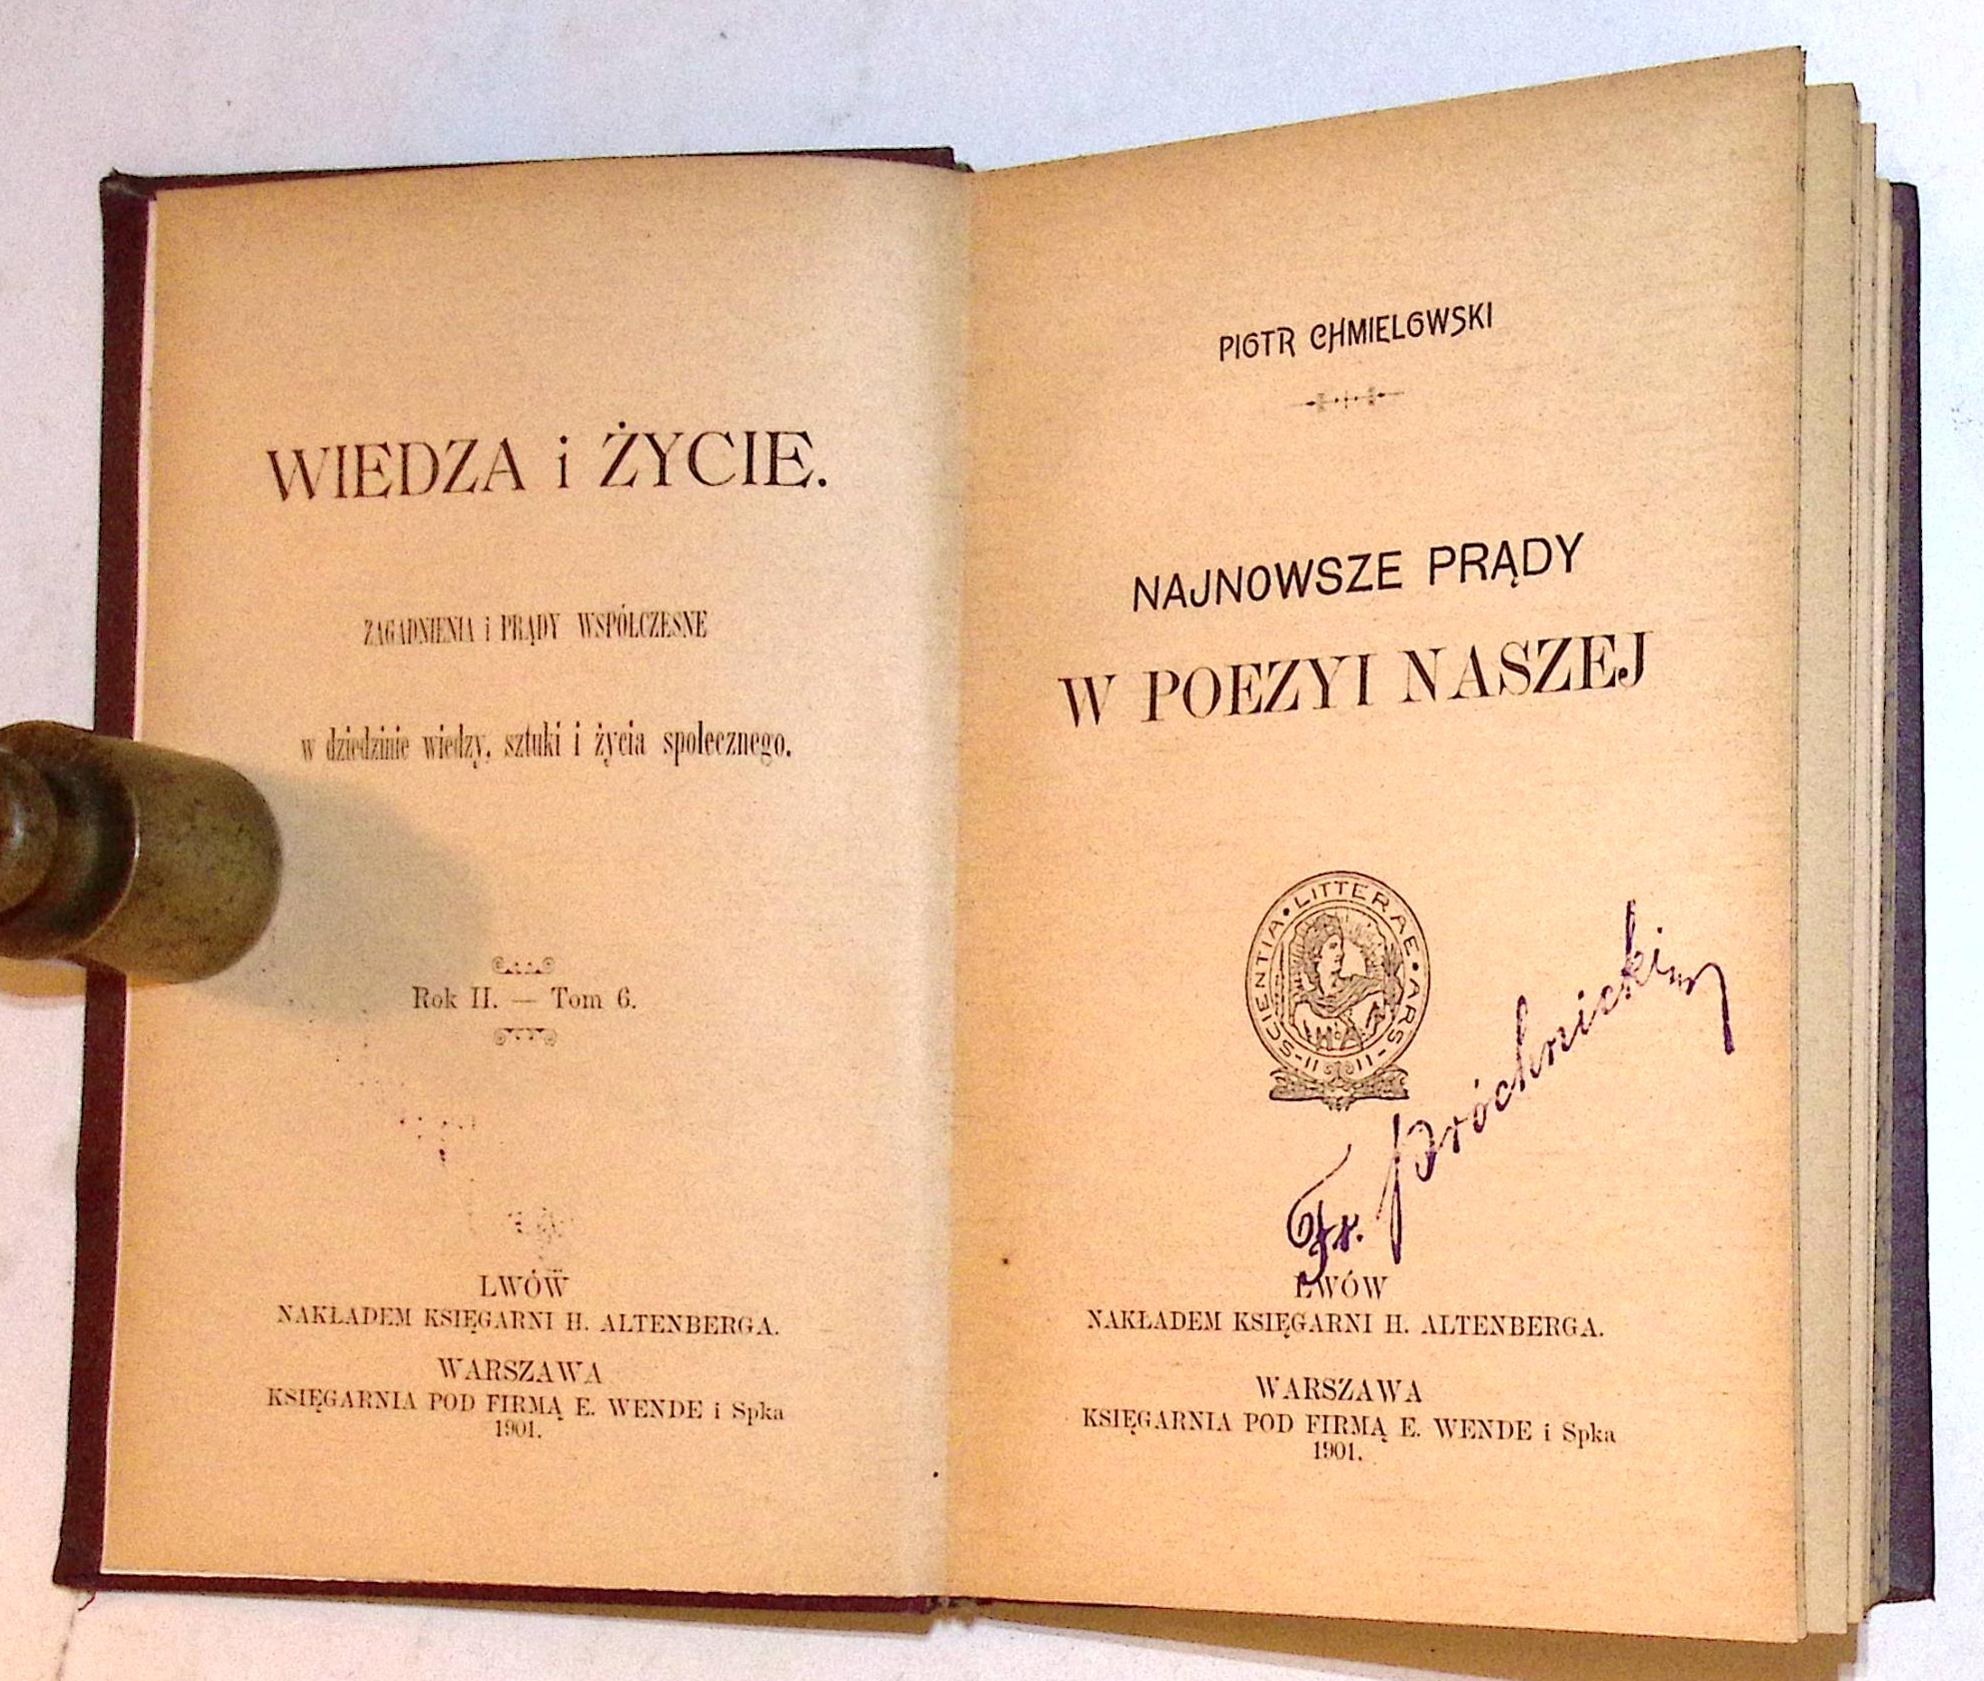 WIEDZA i ŻYCIE.
ZAGADNIENIA i PRĄDY WSPÓŁCZESNE
w dziedzinie wiedzy, sztuki i życia społecznego.
Rok II. — Tom 6.
LWÓW
NAKŁADEM KSIĘGARNI H. ALTENBERGA.
WARSZAWA
KSIĘGARNIA POD FIRMĄ E. WENDE i Spka
1901.
PIOTR CHMIELOWSKI
NAJNOWSZE PRĄDY
W POEZYI NASZEJ
SCIENTIA • LITTERAE • ARS
Fr. Próchnicki
LWÓW
NAKŁADEM KSIĘGARNI H. ALTENBERGA.
WARSZAWA
KSIĘGARNIA POD FIRMĄ E. WENDE i Spka
1901.